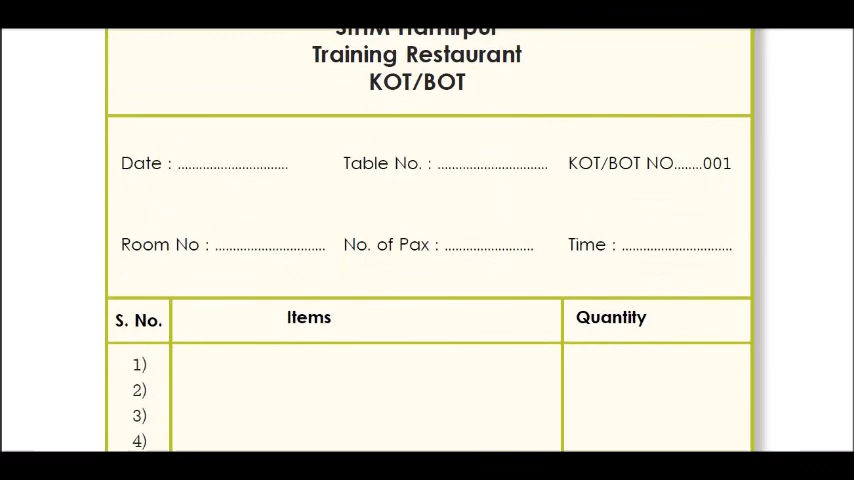 Training Restaurant
KOT/BOT
Date : ...............................
Table No. : ...............................
KOT/BOT NO........001
Room No : ...............................
No. of Pax : .........................
Time : ...............................
S. No.
Items
Quantity
1)
2)
3)
4)